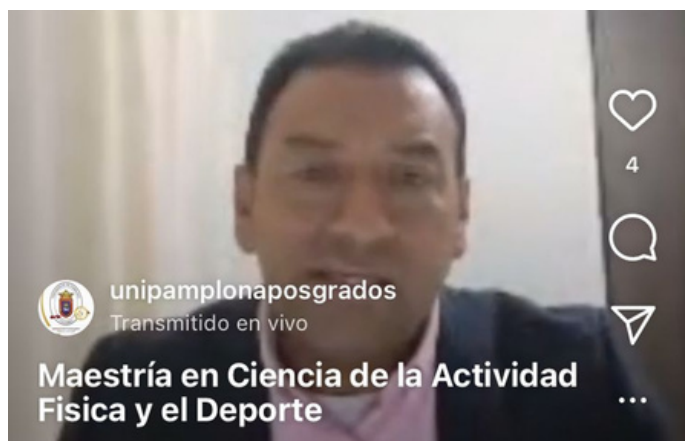 4
unipamplonaposgrados
Transmitido en vivo
Maestría en Ciencia de la Actividad
Fisica y el Deporte